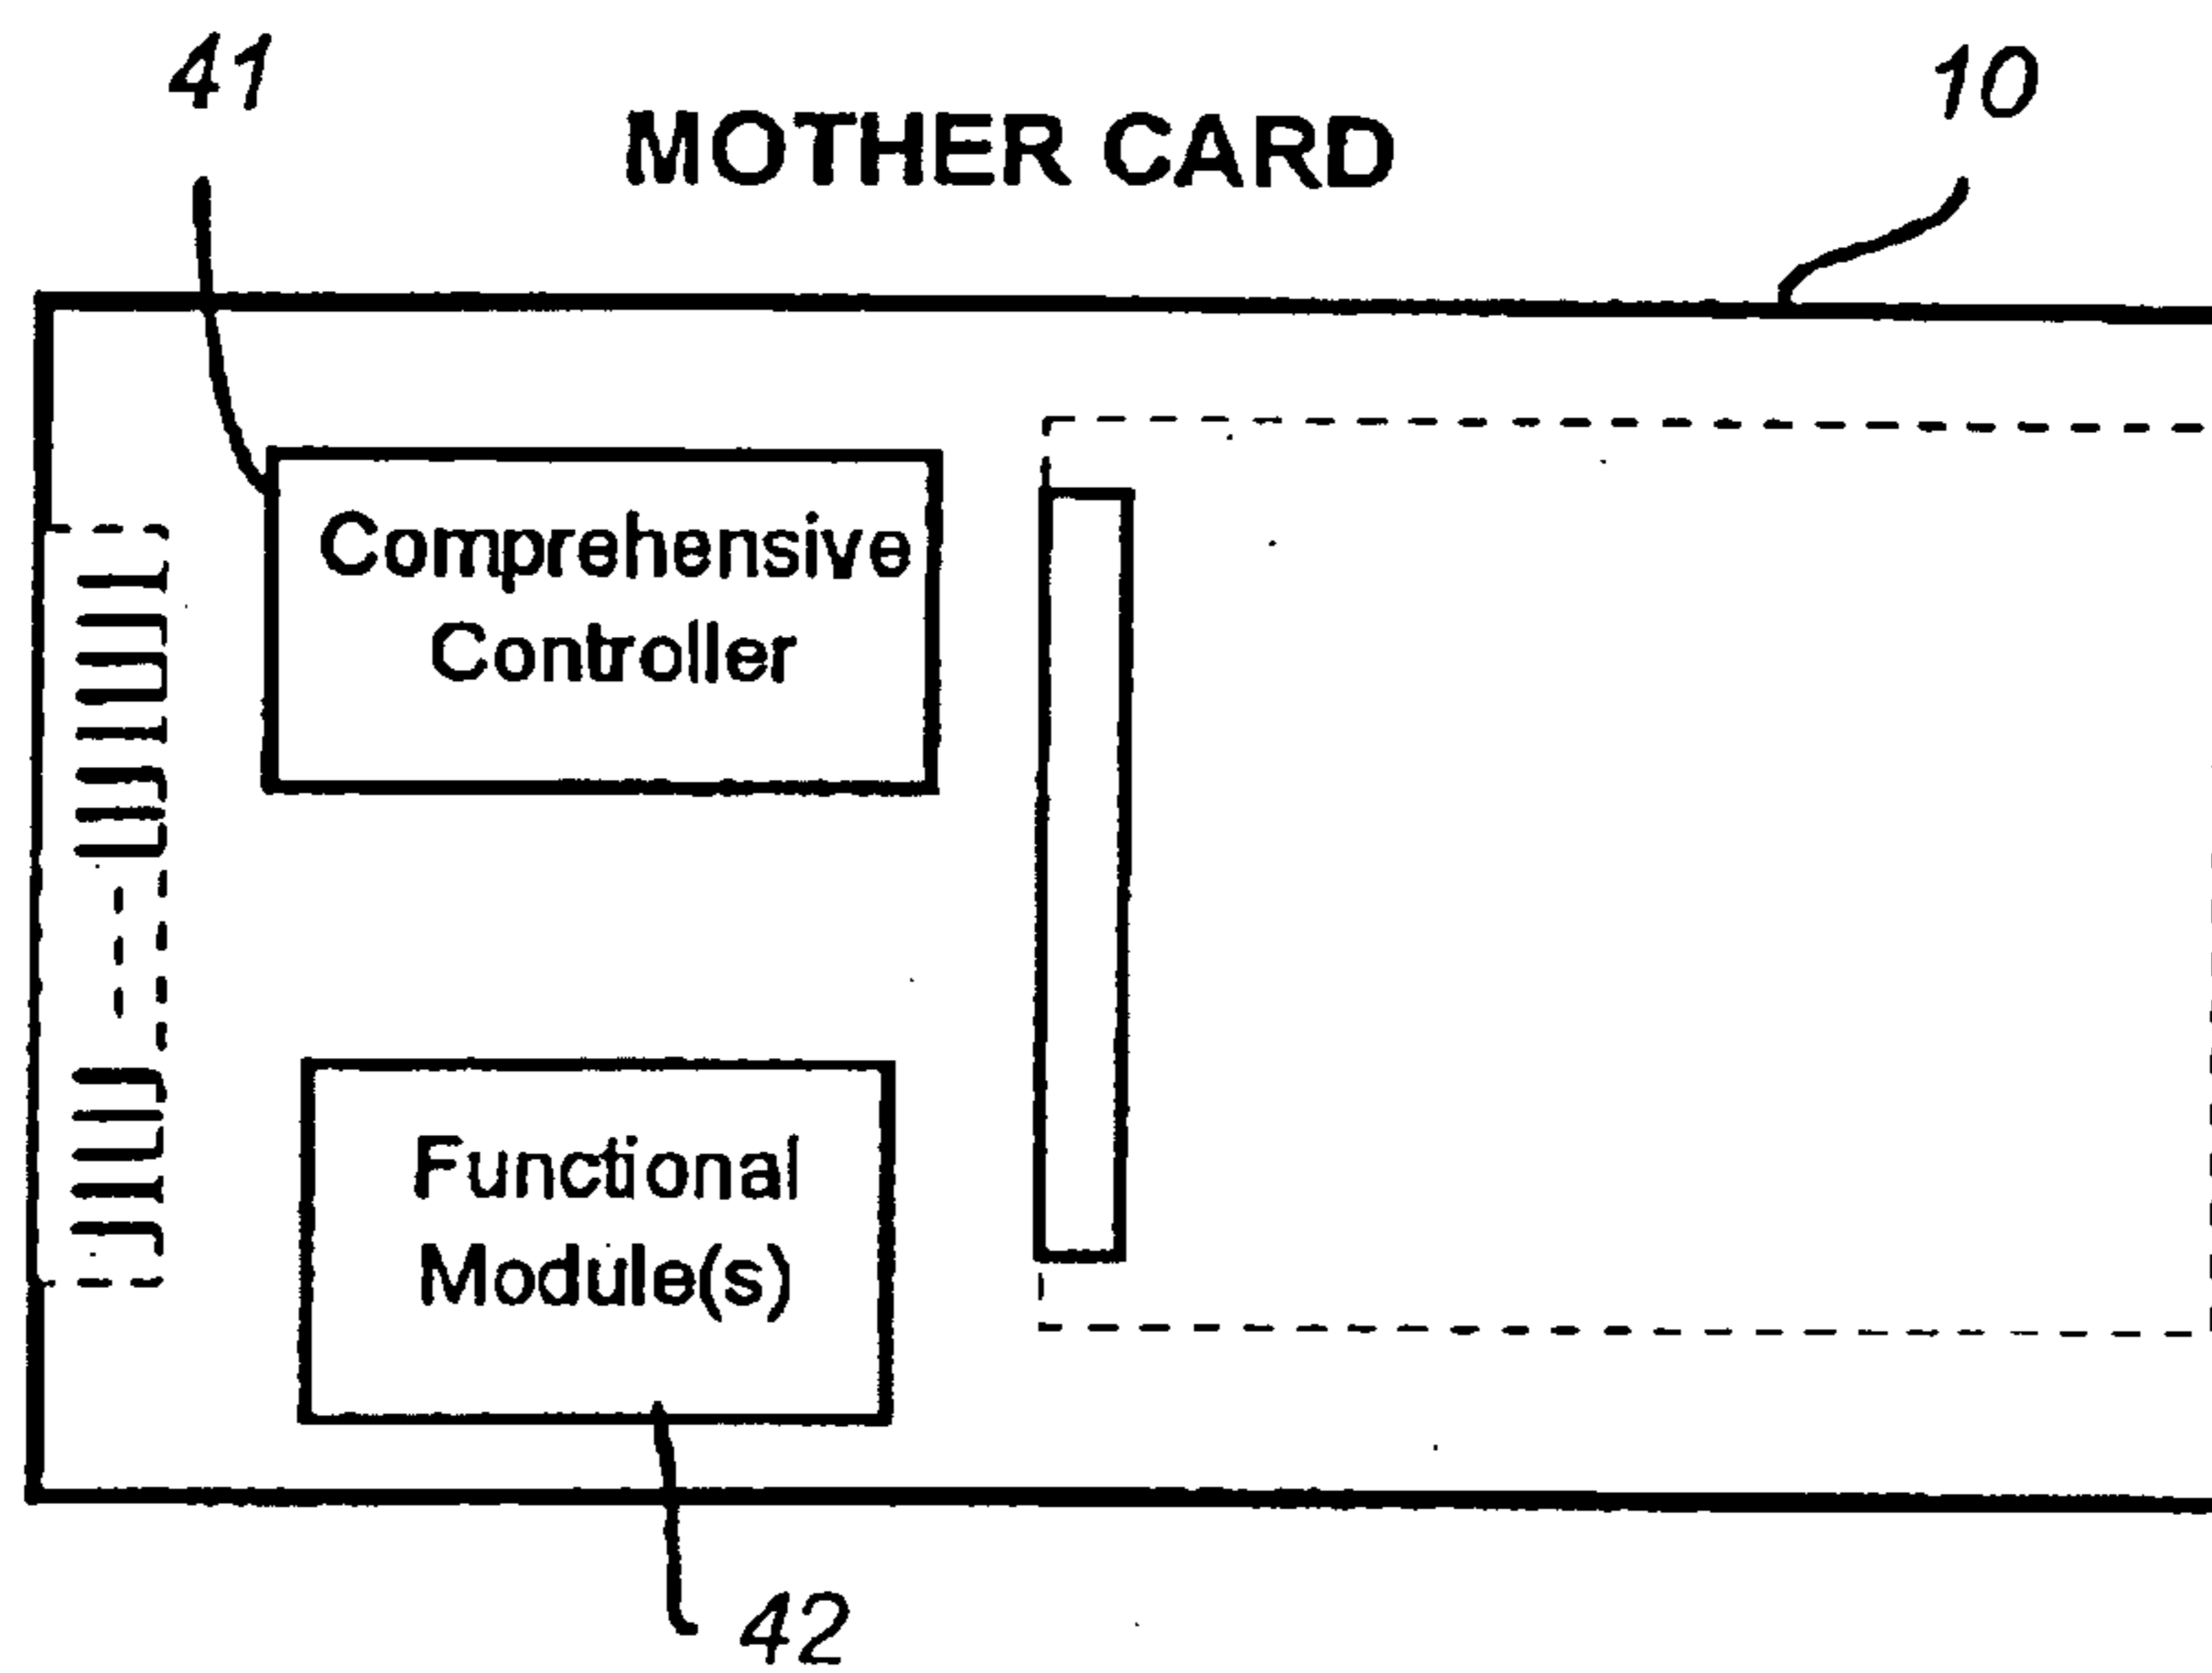 41
10
MOTHER CARD
Comprehensive
Controller
Functional
Module(s)
42